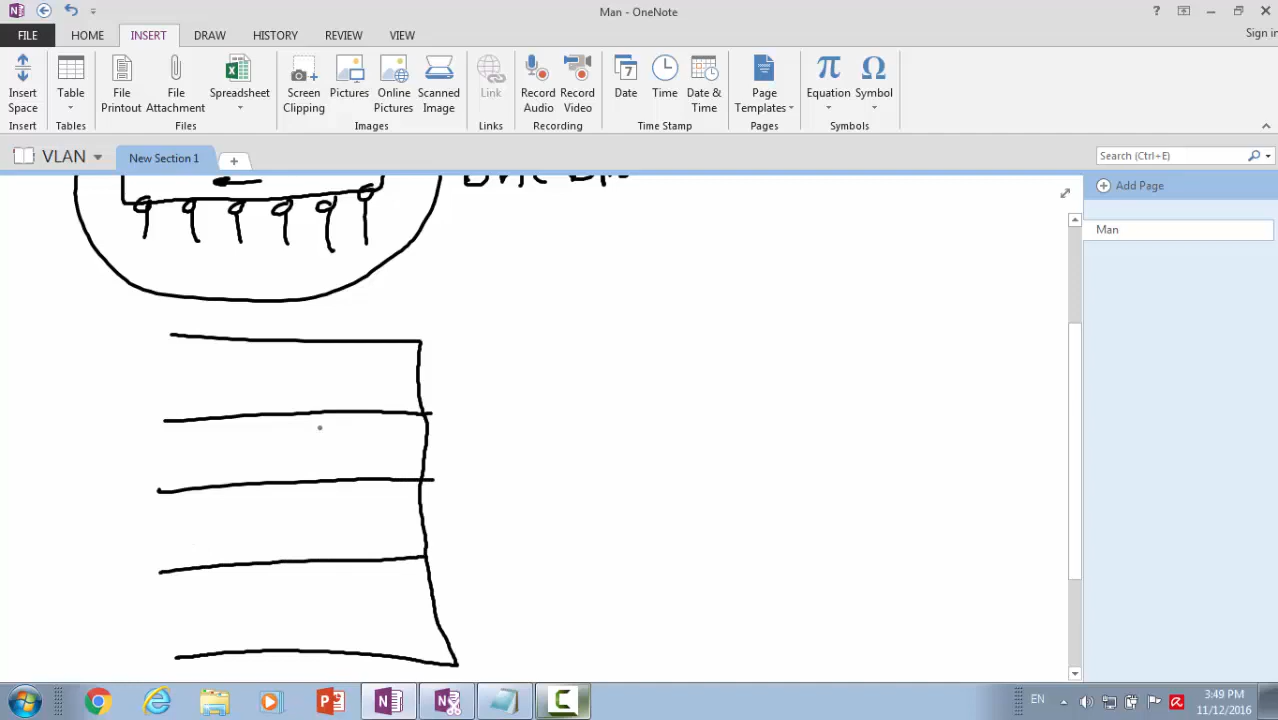 Man - OneNote
? 
Sign in
FILE HOME INSERT DRAW HISTORY REVIEW VIEW
Insert Space
Table
File Printout
File Attachment
Spreadsheet
Screen Clipping
Pictures
Online Pictures
Scanned Image
Link
Record Audio
Record Video
Date
Time
Date & Time
Page Templates
Equation
Symbol
Insert Tables Files Images Links Recording Time Stamp Pages Symbols
VLAN New Section 1
Search (Ctrl+E)
Add Page
Man
EN
3:49 PM
11/12/2016